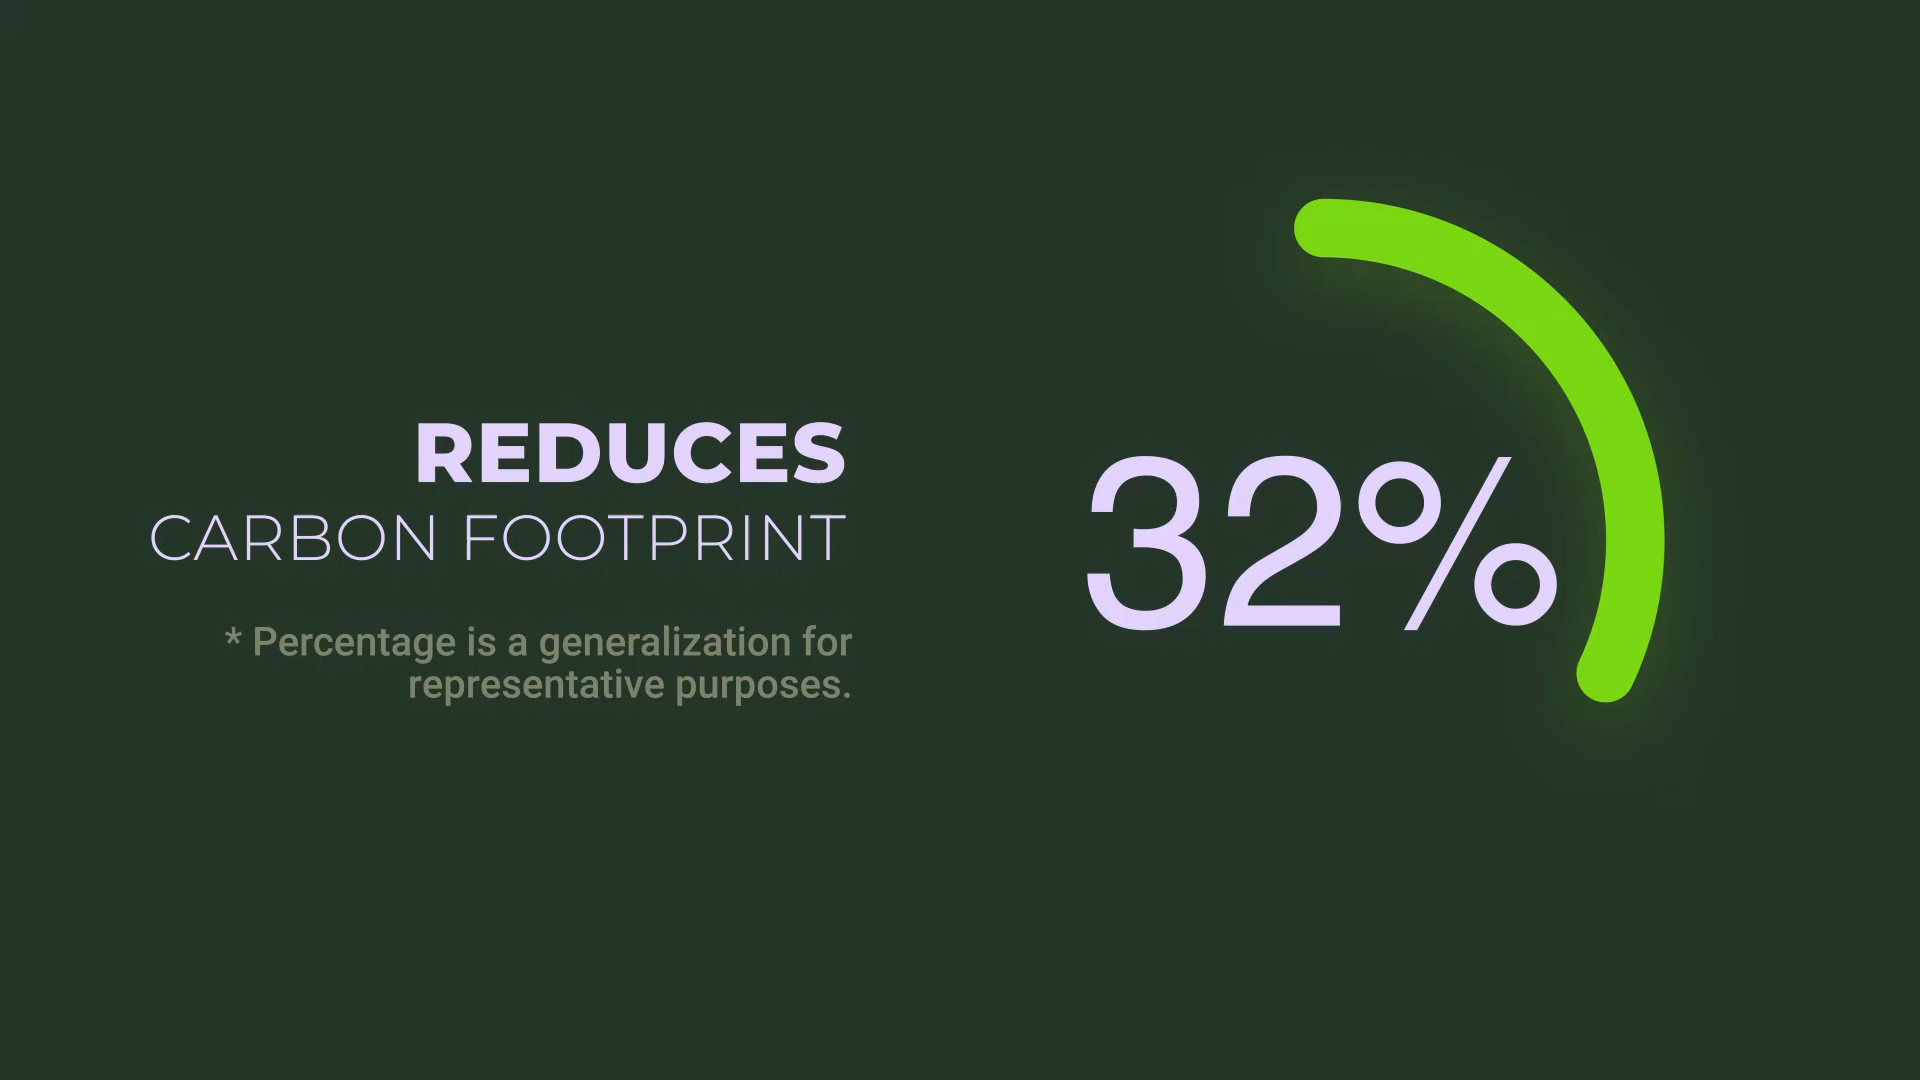 REDUCES
CARBON FOOTPRINT
* Percentage is a generalization for
representative purposes.
32%